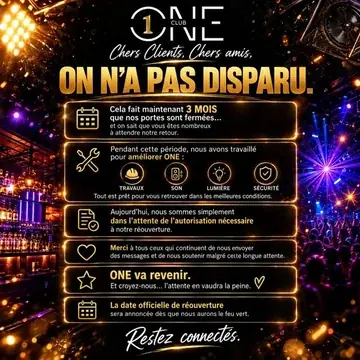 1 ONE
CLUB
Chers Clients, Chers amis,
ON N'A PAS DISPARU.
Cela fait maintenant 3 MOIS
que nos portes sont fermées...
et on sait que vous êtes nombreux
à attendre notre retour.
Pendant cette période, nous avons travaillé
pour améliorer ONE :
TRAVAUX SON LUMIÈRE SÉCURITÉ
Tout est prêt pour vous retrouver dans les meilleures conditions.
Aujourd'hui, nous sommes simplement
dans l'attente de l'autorisation nécessaire
à notre réouverture.
Merci à tous ceux qui continuent de nous envoyer
des messages et de nous soutenir malgré cette longue attente.
ONE va revenir.
Et croyez-nous... l'attente en vaudra la peine.
La date officielle de réouverture
sera annoncée dès que nous aurons le feu vert.
Restez connectés.